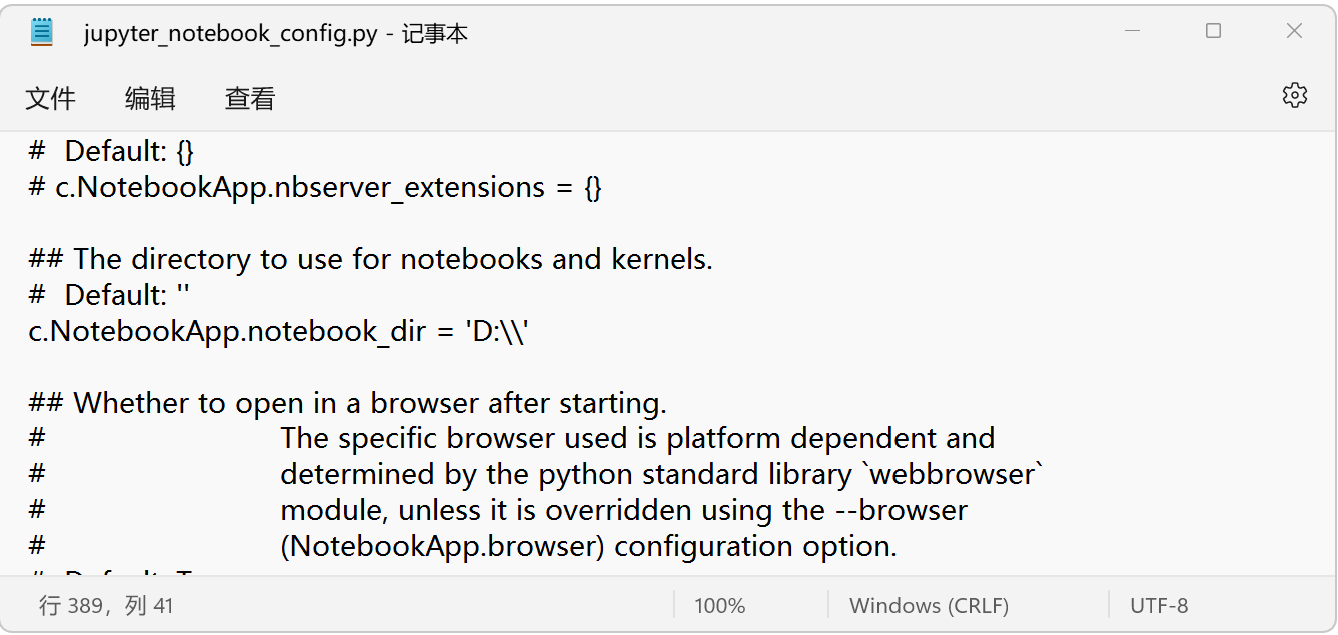 jupyter_notebook_config.py - 记事本
文件 编辑 查看
#  Default: {}
# c.NotebookApp.nbserver_extensions = {}
## The directory to use for notebooks and kernels.
#  Default: ''
c.NotebookApp.notebook_dir = 'D:\\'
## Whether to open in a browser after starting.
#                        The specific browser used is platform dependent and
#                        determined by the python standard library `webbrowser`
#                        module, unless it is overridden using the --browser
#                        (NotebookApp.browser) configuration option.
行 389，列 41 100% Windows (CRLF) UTF-8